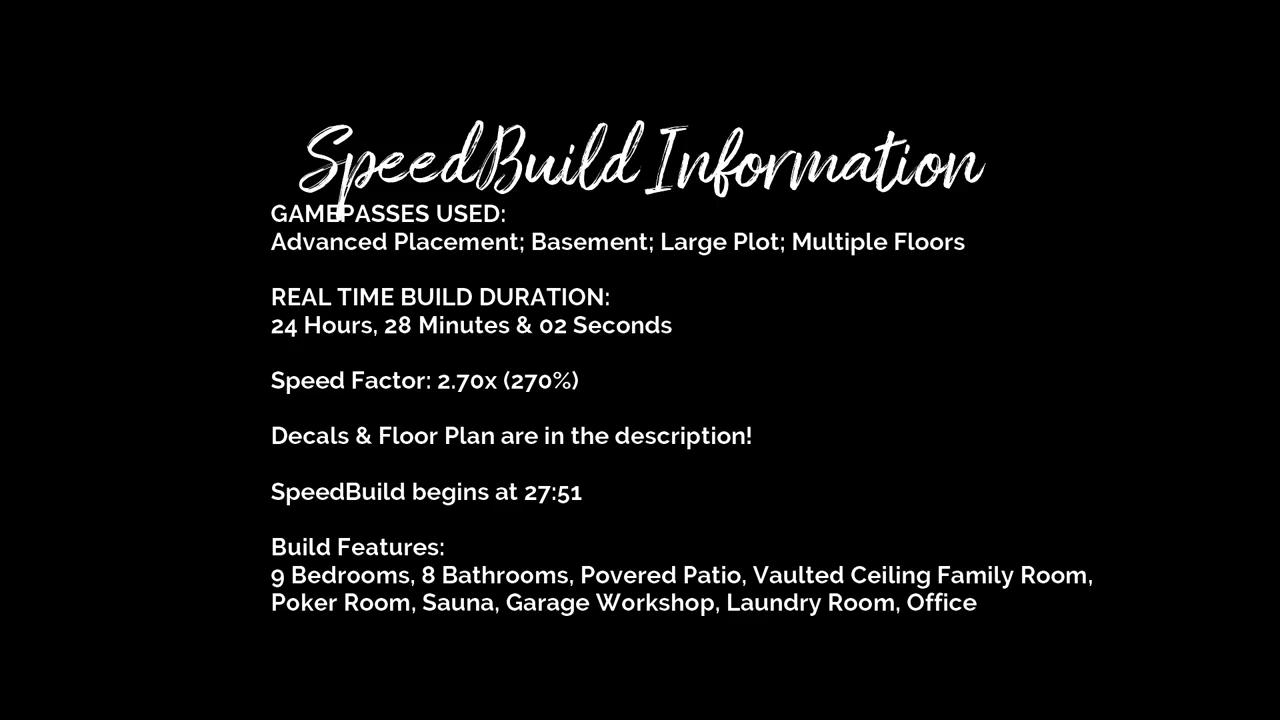 SpeedBuild Information
GAMEPASSES USED:
Advanced Placement; Basement; Large Plot; Multiple Floors
REAL TIME BUILD DURATION:
24 Hours, 28 Minutes & 02 Seconds
Speed Factor: 2.70x (270%)
Decals & Floor Plan are in the description!
SpeedBuild begins at 27:51
Build Features:
9 Bedrooms, 8 Bathrooms, Povered Patio, Vaulted Ceiling Family Room,
Poker Room, Sauna, Garage Workshop, Laundry Room, Office